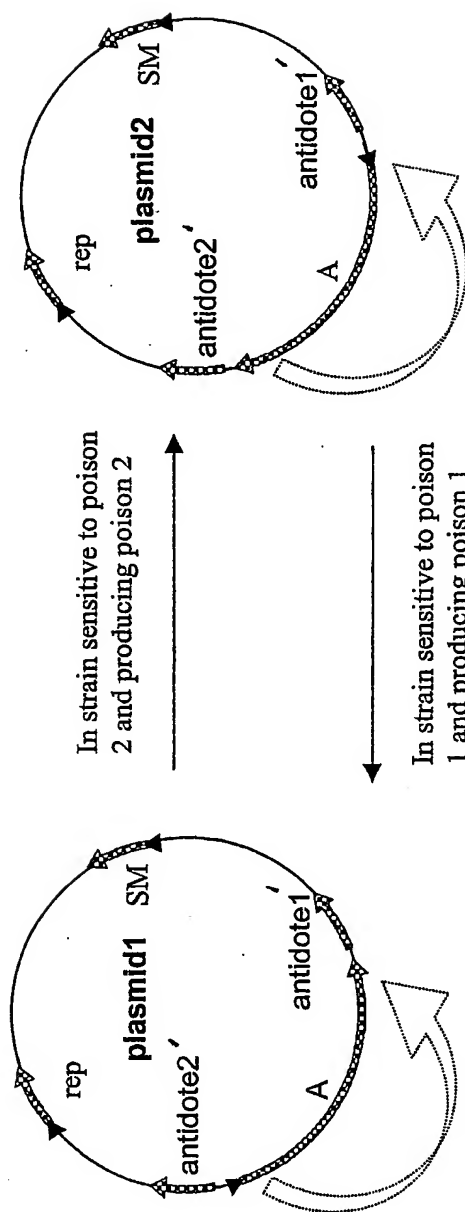 rep
SM
plasmid1
antidote2'
antidote1'
A
In strain sensitive to poison
2 and producing poison 2
In strain sensitive to poison
1 and producing poison 1
rep
SM
plasmid2
antidote2'
antidote1'
A